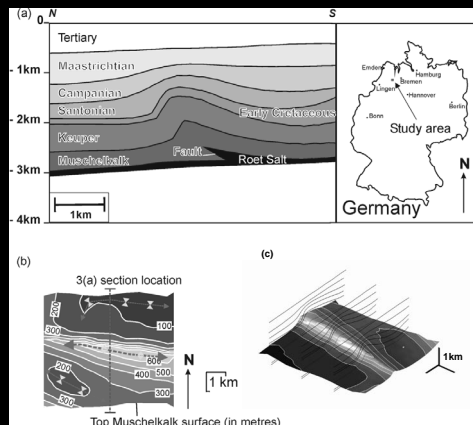 (a)
N
S
0
-1km
-2km
-3km
-4km
Tertiary
Maastrichtian
Campanian
Santonian
Early Cretaceous
Keuper
Muschelkalk
Fault
Roet Salt
1km
Emden
Hamburg
Bremen
Lingen
Hannover
Berlin
Bonn
Study area
N
Germany
(b)
3(a) section location
200
300
100
600
500
400
300
200
300
N
1 km
Top Muschelkalk surface (in metres)
(c)
1km